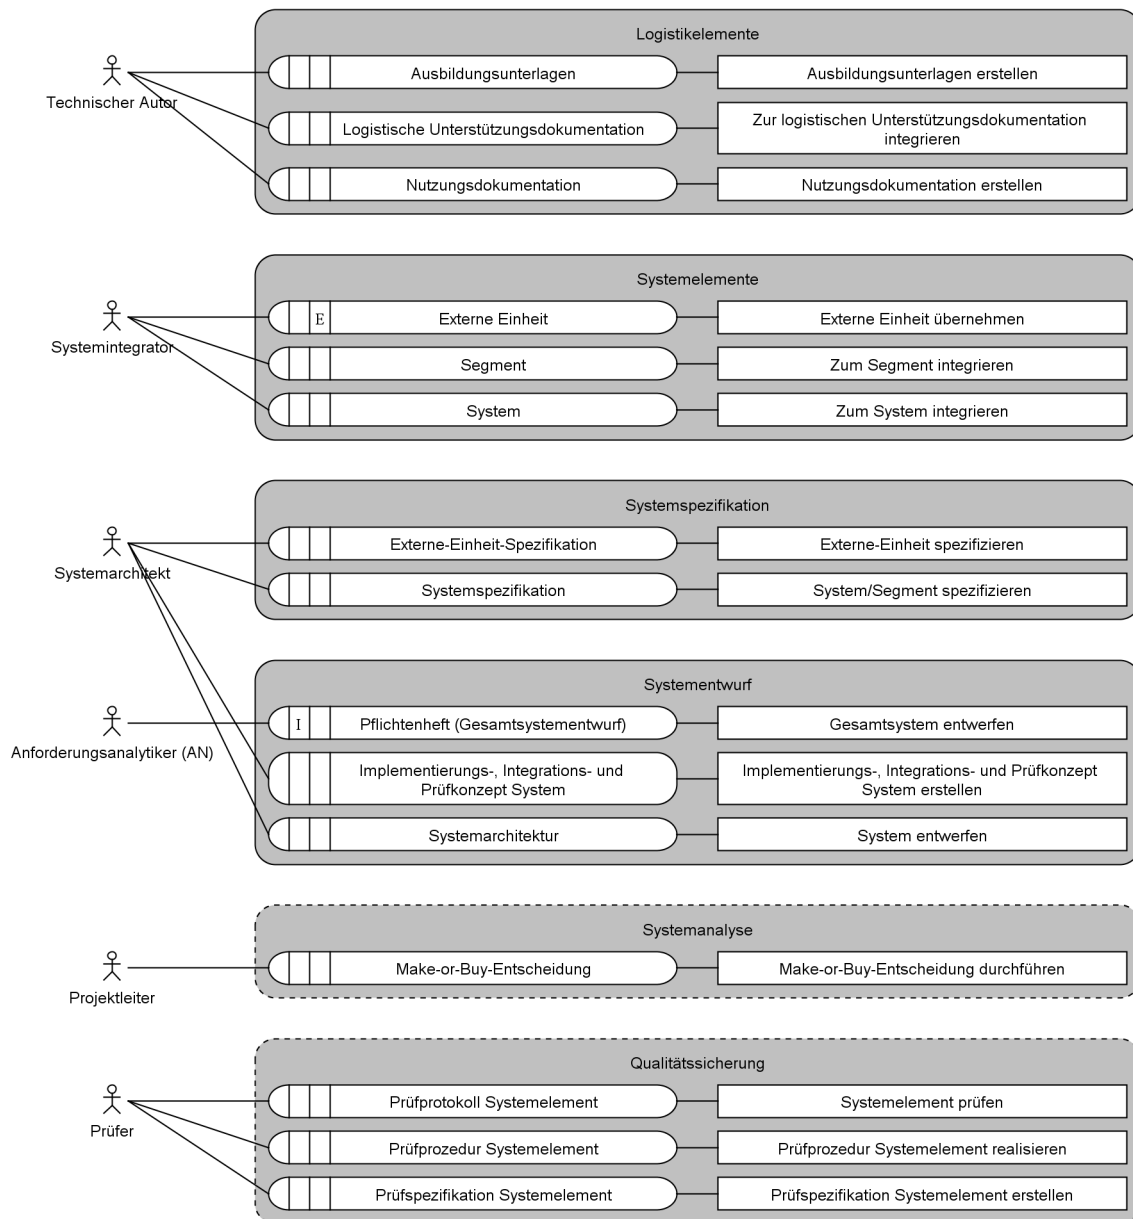 Logistikelemente
Technischer Autor
Ausbildungsunterlagen
Ausbildungsunterlagen erstellen
Logistische Unterstützungsdokumentation
Zur logistischen Unterstützungsdokumentation
integrieren
Nutzungsdokumentation
Nutzungsdokumentation erstellen
Systemelemente
Systemintegrator
E
Externe Einheit
Externe Einheit übernehmen
Segment
Zum Segment integrieren
System
Zum System integrieren
Systemspezifikation
Systemarchitekt
Externe-Einheit-Spezifikation
Externe-Einheit spezifizieren
Systemspezifikation
System/Segment spezifizieren
Systementwurf
Anforderungsanalytiker (AN)
I
Pflichtenheft (Gesamtsystementwurf)
Gesamtsystem entwerfen
Implementierungs-, Integrations- und
Prüfkonzept System
Implementierungs-, Integrations- und Prüfkonzept
System erstellen
Systemarchitektur
System entwerfen
Systemanalyse
Projektleiter
Make-or-Buy-Entscheidung
Make-or-Buy-Entscheidung durchführen
Qualitätssicherung
Prüfer
Prüfprotokoll Systemelement
Systemelement prüfen
Prüfprozedur Systemelement
Prüfprozedur Systemelement realisieren
Prüfspezifikation Systemelement
Prüfspezifikation Systemelement erstellen